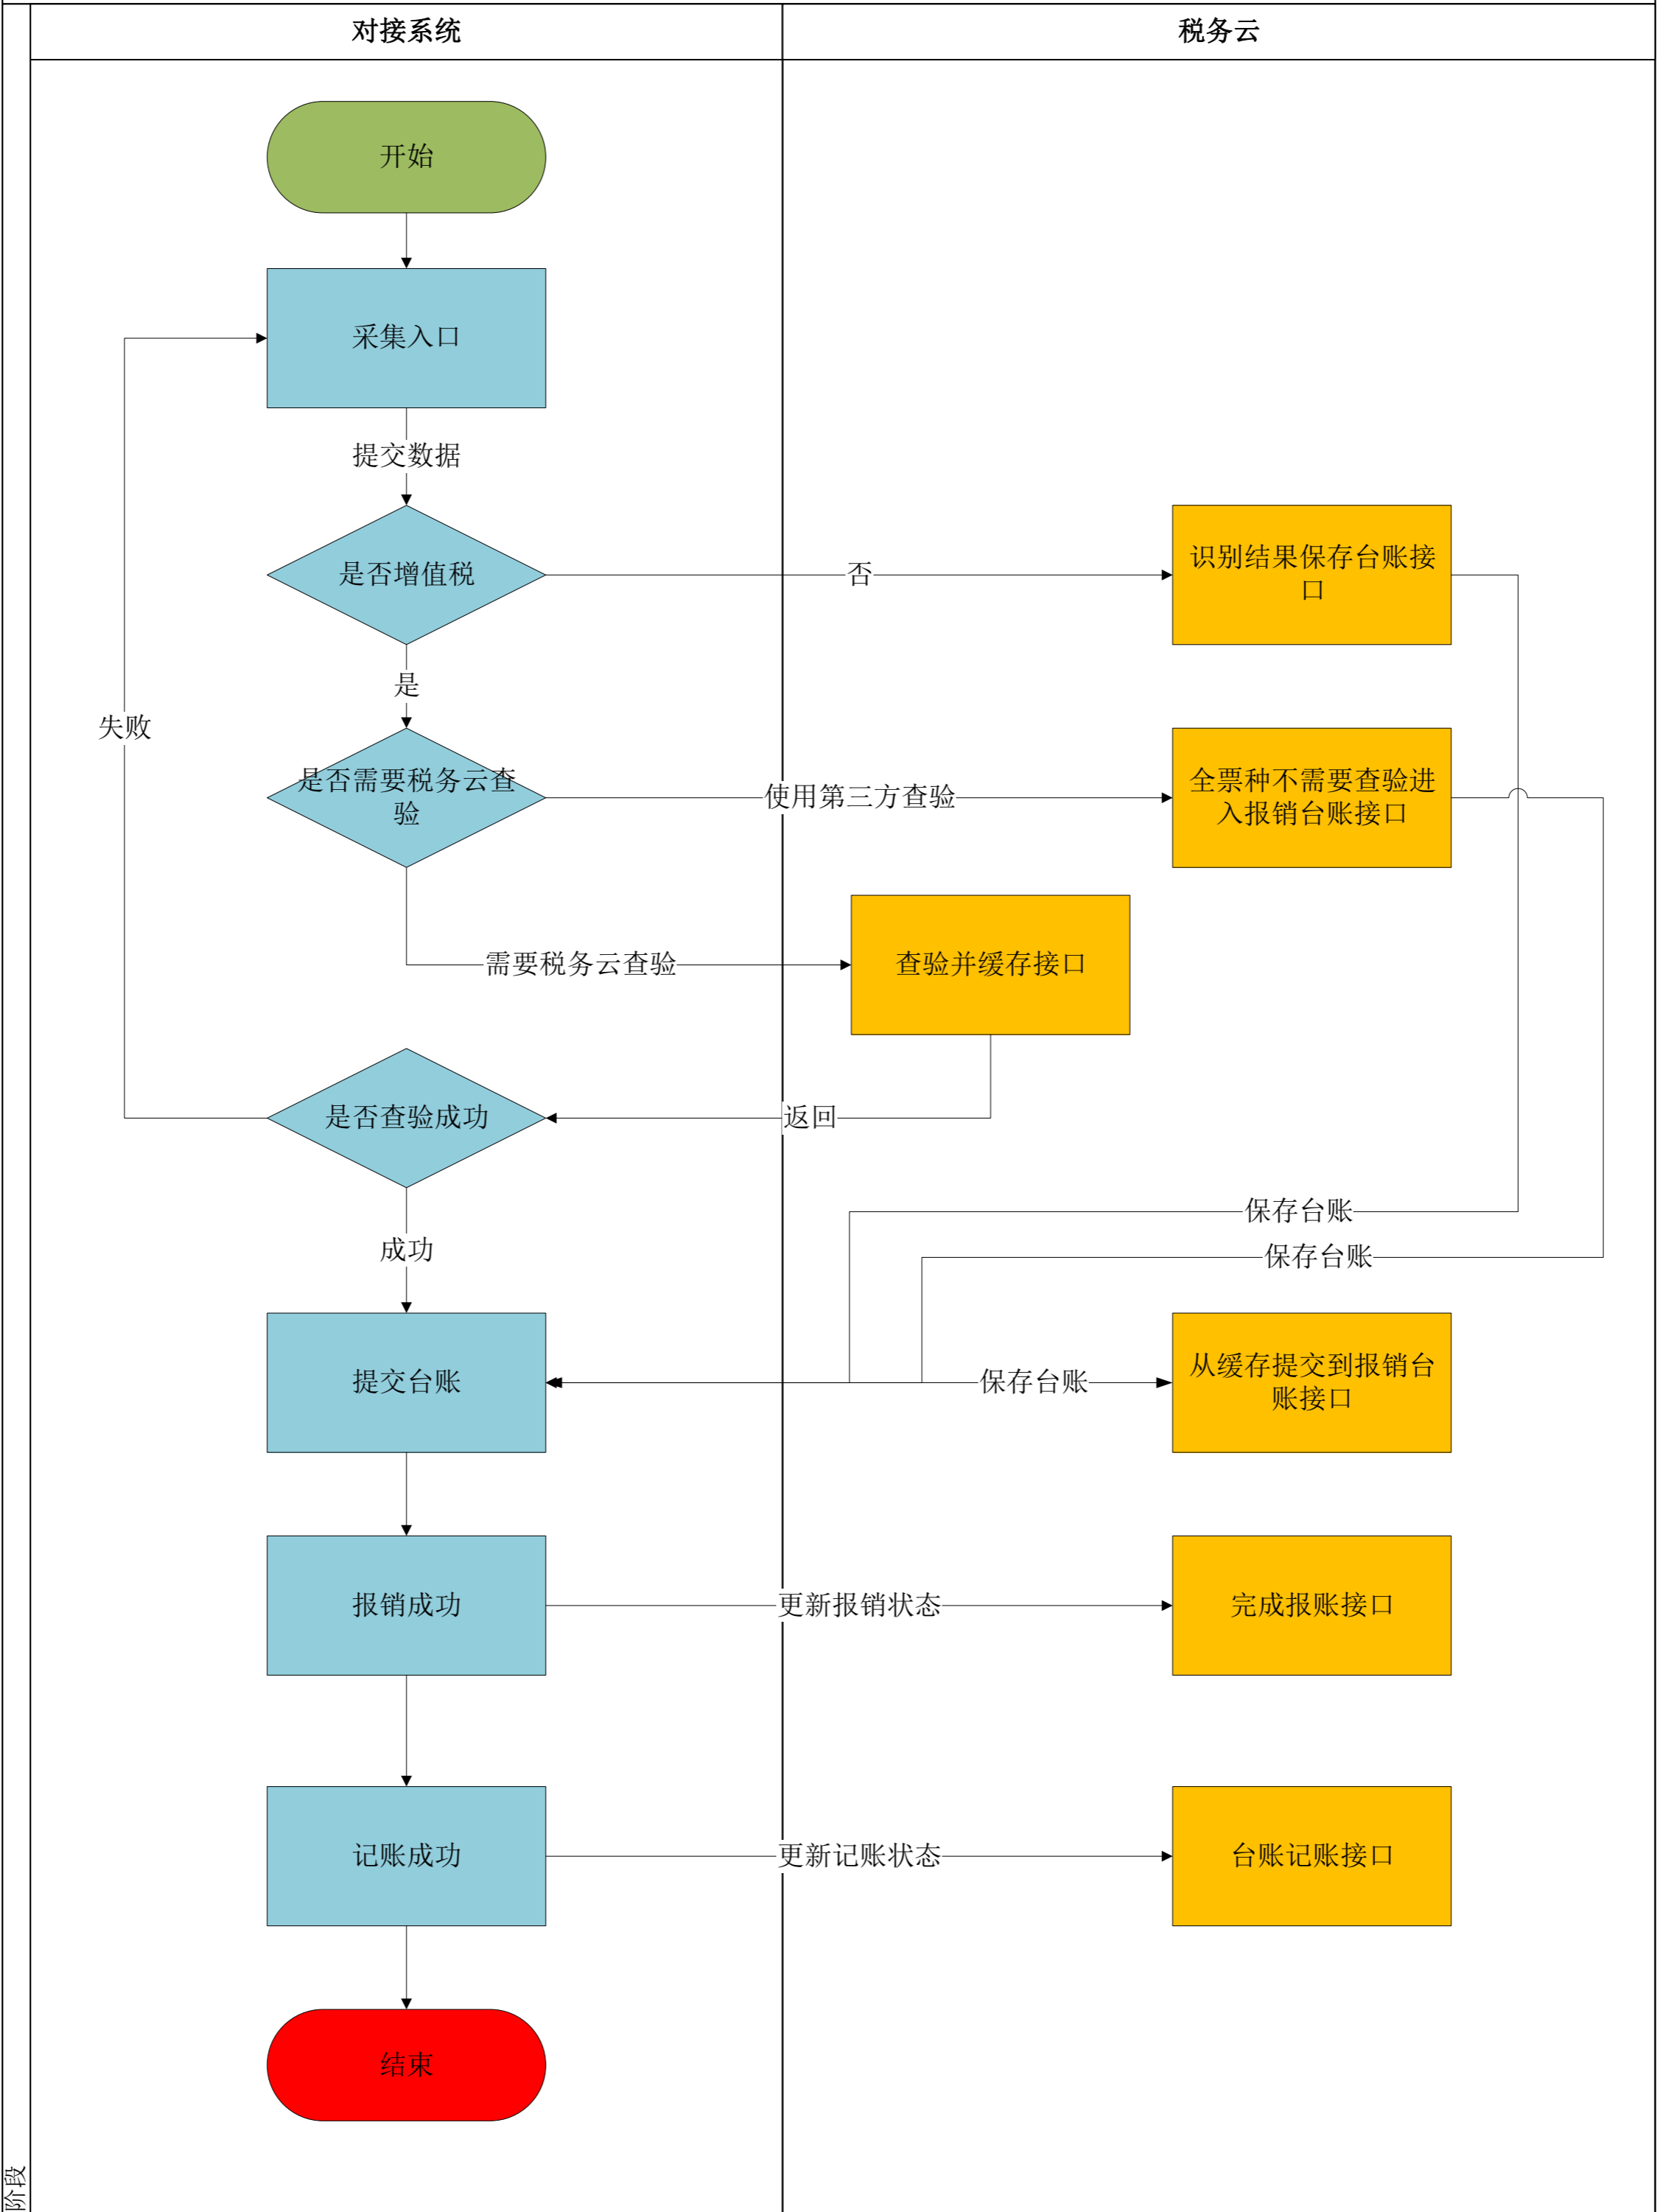 对接系统
税务云
开始
采集入口
提交数据
是否增值税
否
识别结果保存台账接
口
是
失败
是否需要税务云查
验
使用第三方查验
全票种不需要查验进
入报销台账接口
需要税务云查验
查验并缓存接口
是否查验成功
返回
保存台账
成功
保存台账
提交台账
保存台账
从缓存提交到报销台
账接口
报销成功
更新报销状态
完成报账接口
记账成功
更新记账状态
台账记账接口
结束
阶段